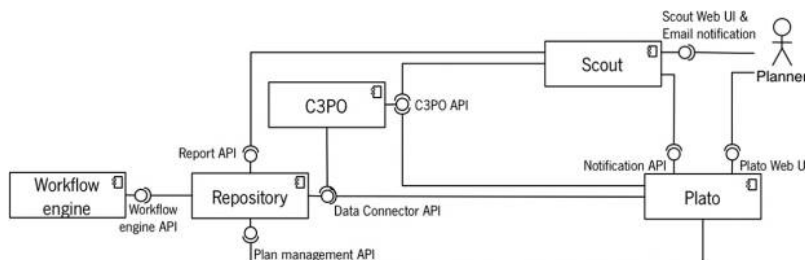 Scout Web UI &
Email notification
Scout
Planner
C3PO
C3PO API
Report API
Notification API
Plato Web U
Workflow
engine
Workflow
engine API
Repository
Data Connector API
Plato
Plan management API